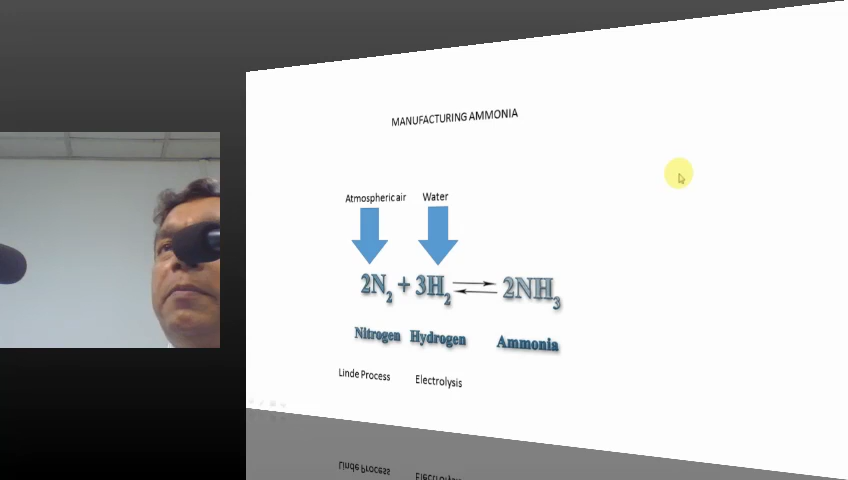 MANUFACTURING AMMONIA
Atmospheric air Water
2N₂ + 3H₂ ⇌ 2NH₃
Nitrogen Hydrogen Ammonia
Linde Process Electrolysis